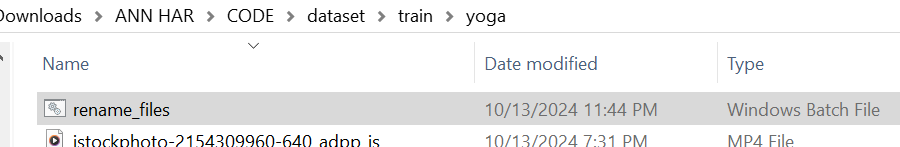 Downloads > ANN HAR > CODE > dataset > train > yoga
Name Date modified Type
rename_files 10/13/2024 11:44 PM Windows Batch File
istockphoto-2154309960-640_adpp_is 10/13/2024 7:31 PM MP4 File